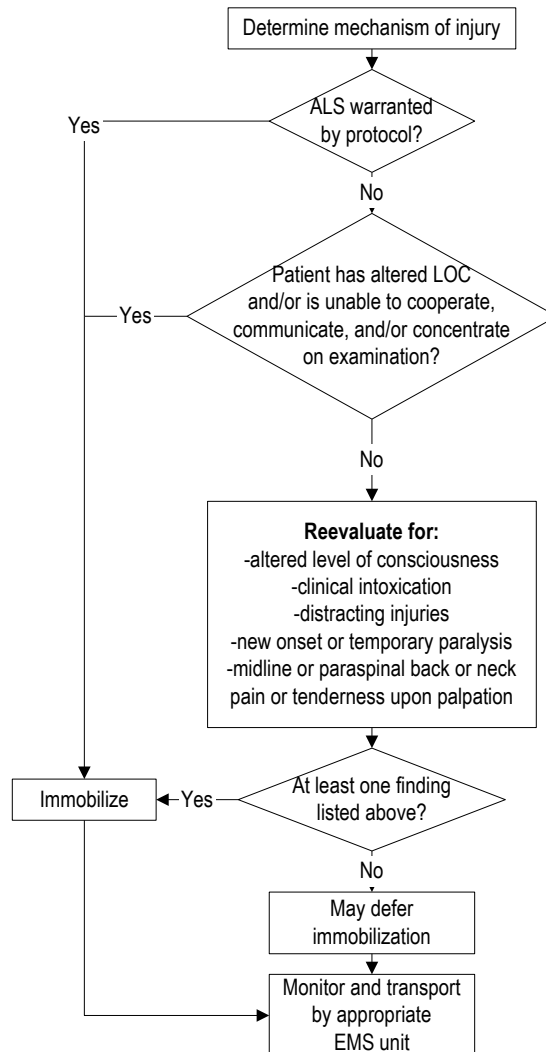 Determine mechanism of injury
ALS warranted
by protocol?
Yes
No
Patient has altered LOC
and/or is unable to cooperate,
communicate, and/or concentrate
on examination?
Yes
No
Reevaluate for:
-altered level of consciousness
-clinical intoxication
-distracting injuries
-new onset or temporary paralysis
-midline or paraspinal back or neck
pain or tenderness upon palpation
At least one finding
listed above?
Yes
Immobilize
No
May defer
immobilization
Monitor and transport
by appropriate
EMS unit